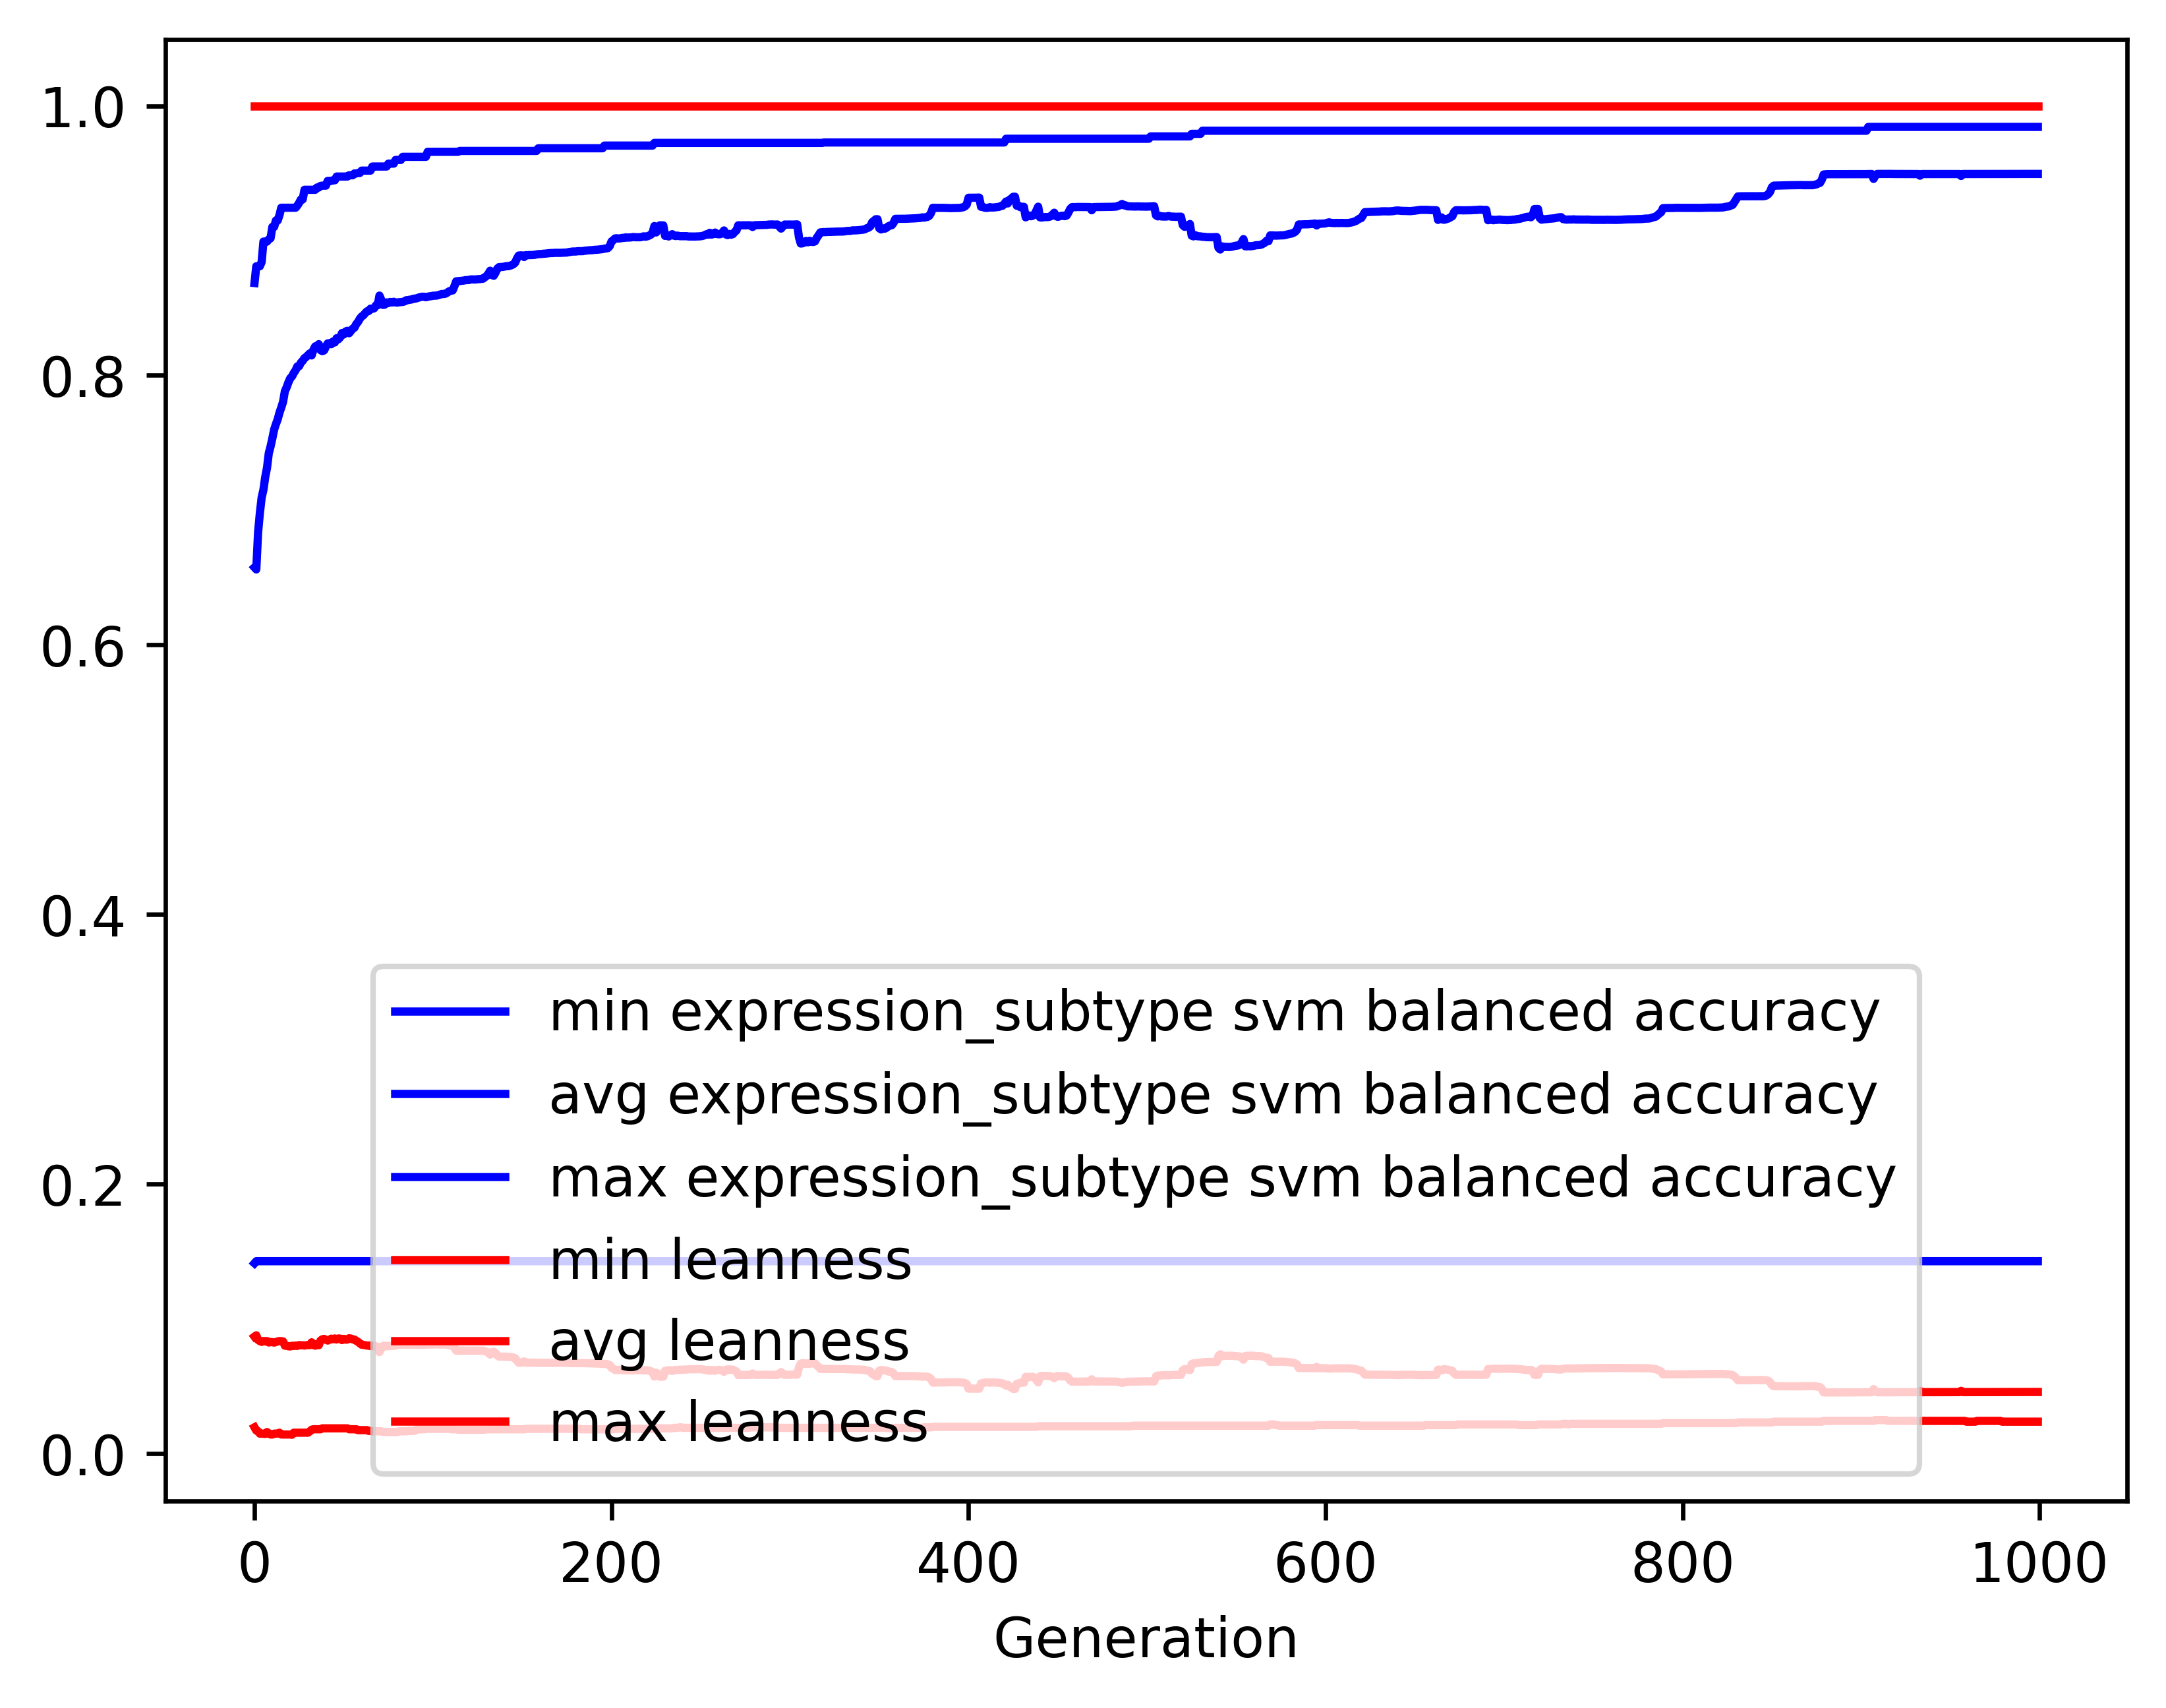 1.0
0.8
0.6
0.4
0.2
0.0
min expression_subtype svm balanced accuracy
avg expression_subtype svm balanced accuracy
max expression_subtype svm balanced accuracy
min leanness
avg leanness
max leanness
0 200 400 600 800 1000
Generation